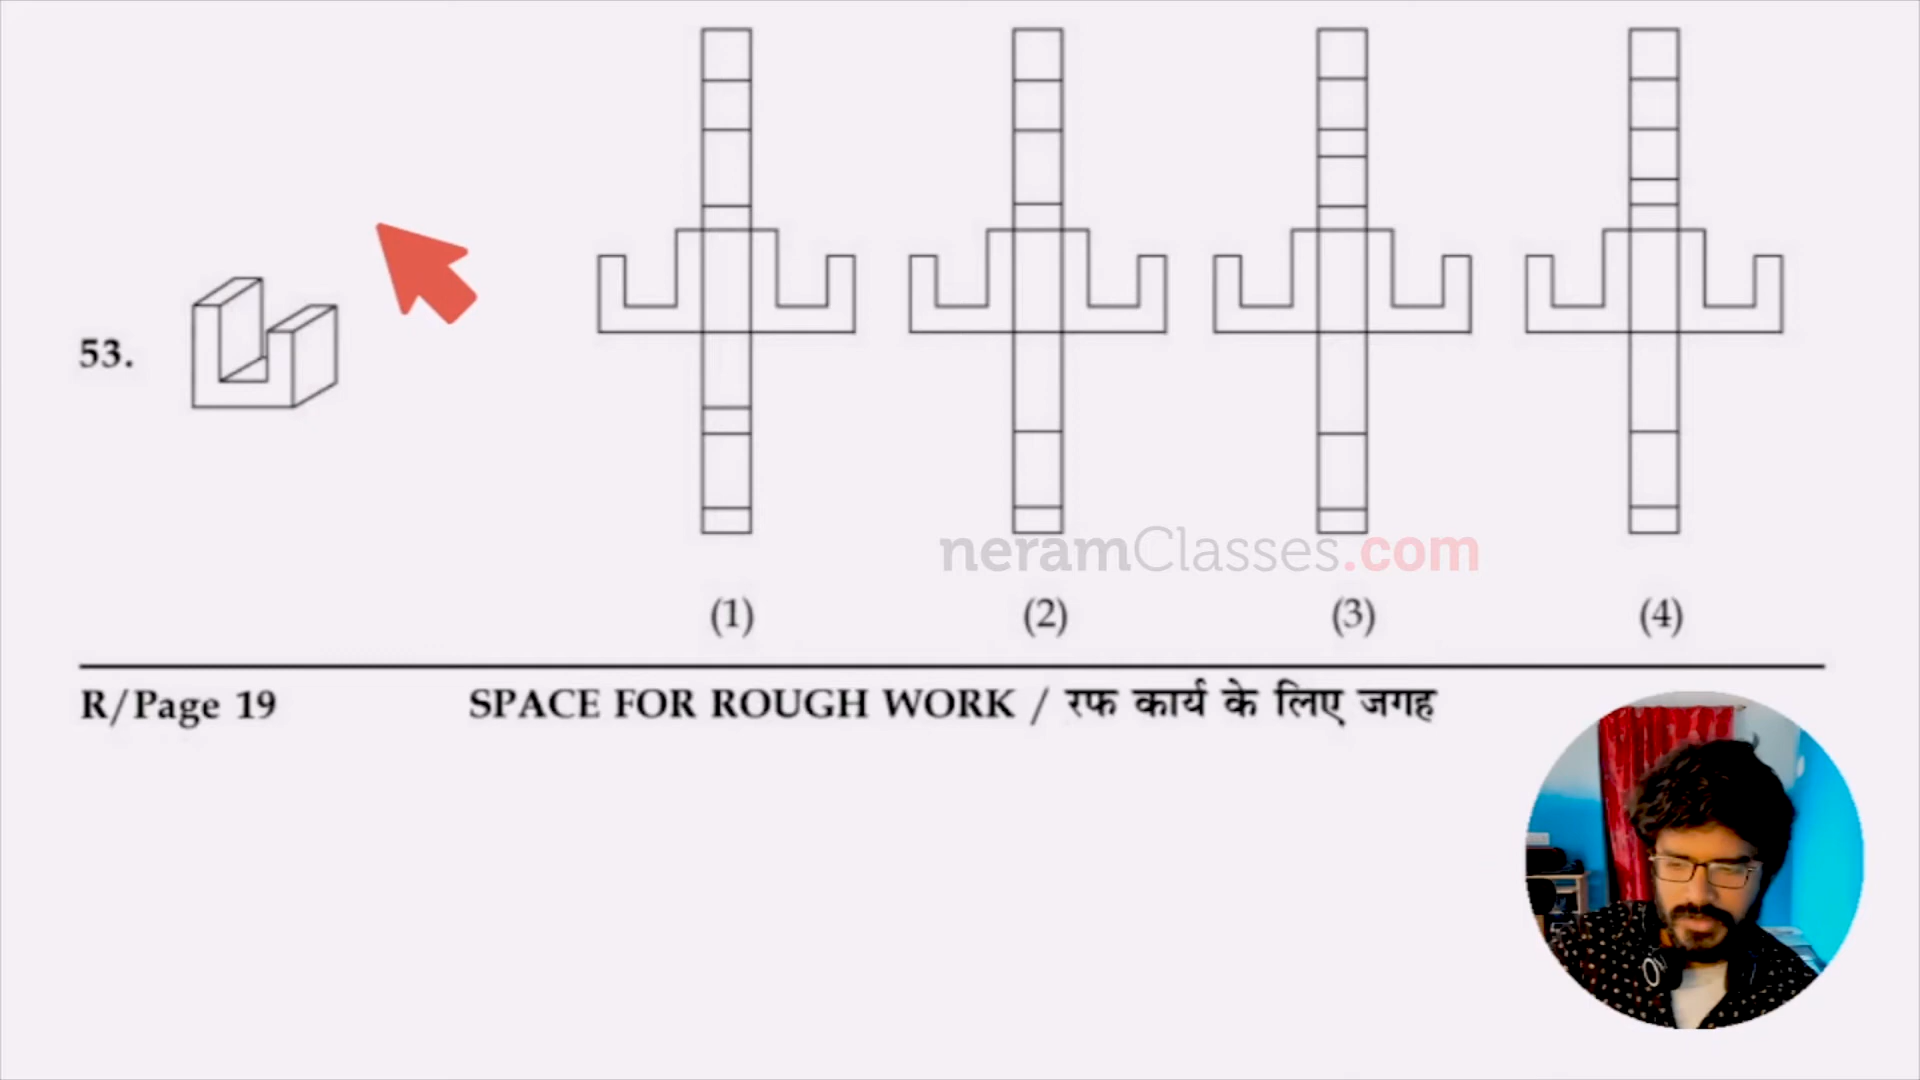 53.
neramClasses.com
(1) (2) (3) (4)
R/Page 19 SPACE FOR ROUGH WORK / रफ कार्य के लिए जगह